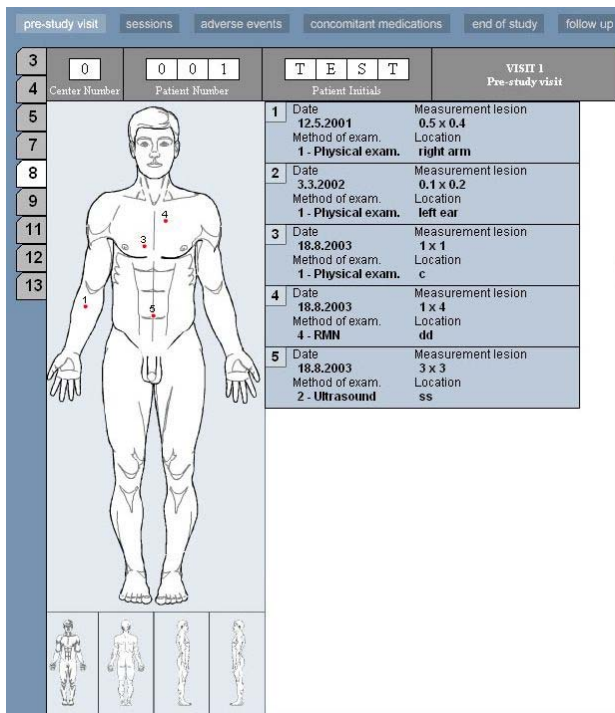 pre-study visit sessions adverse events concomitant medications end of study follow up
3
4
5
7
8
9
11
12
13
0 0 0 1 T E S T VISIT 1
Center Number Patient Number Patient Initials Pre-study visit
3
4
1
5
1 Date Measurement lesion
12.5.2001 0.5 x 0.4
Method of exam. Location
1 - Physical exam. right arm
2 Date Measurement lesion
3.3.2002 0.1 x 0.2
Method of exam. Location
1 - Physical exam. left ear
3 Date Measurement lesion
18.8.2003 1 x 1
Method of exam. Location
1 - Physical exam. c
4 Date Measurement lesion
18.8.2003 1 x 4
Method of exam. Location
4 - RMN dd
5 Date Measurement lesion
18.8.2003 3 x 3
Method of exam. Location
2 - Ultrasound ss